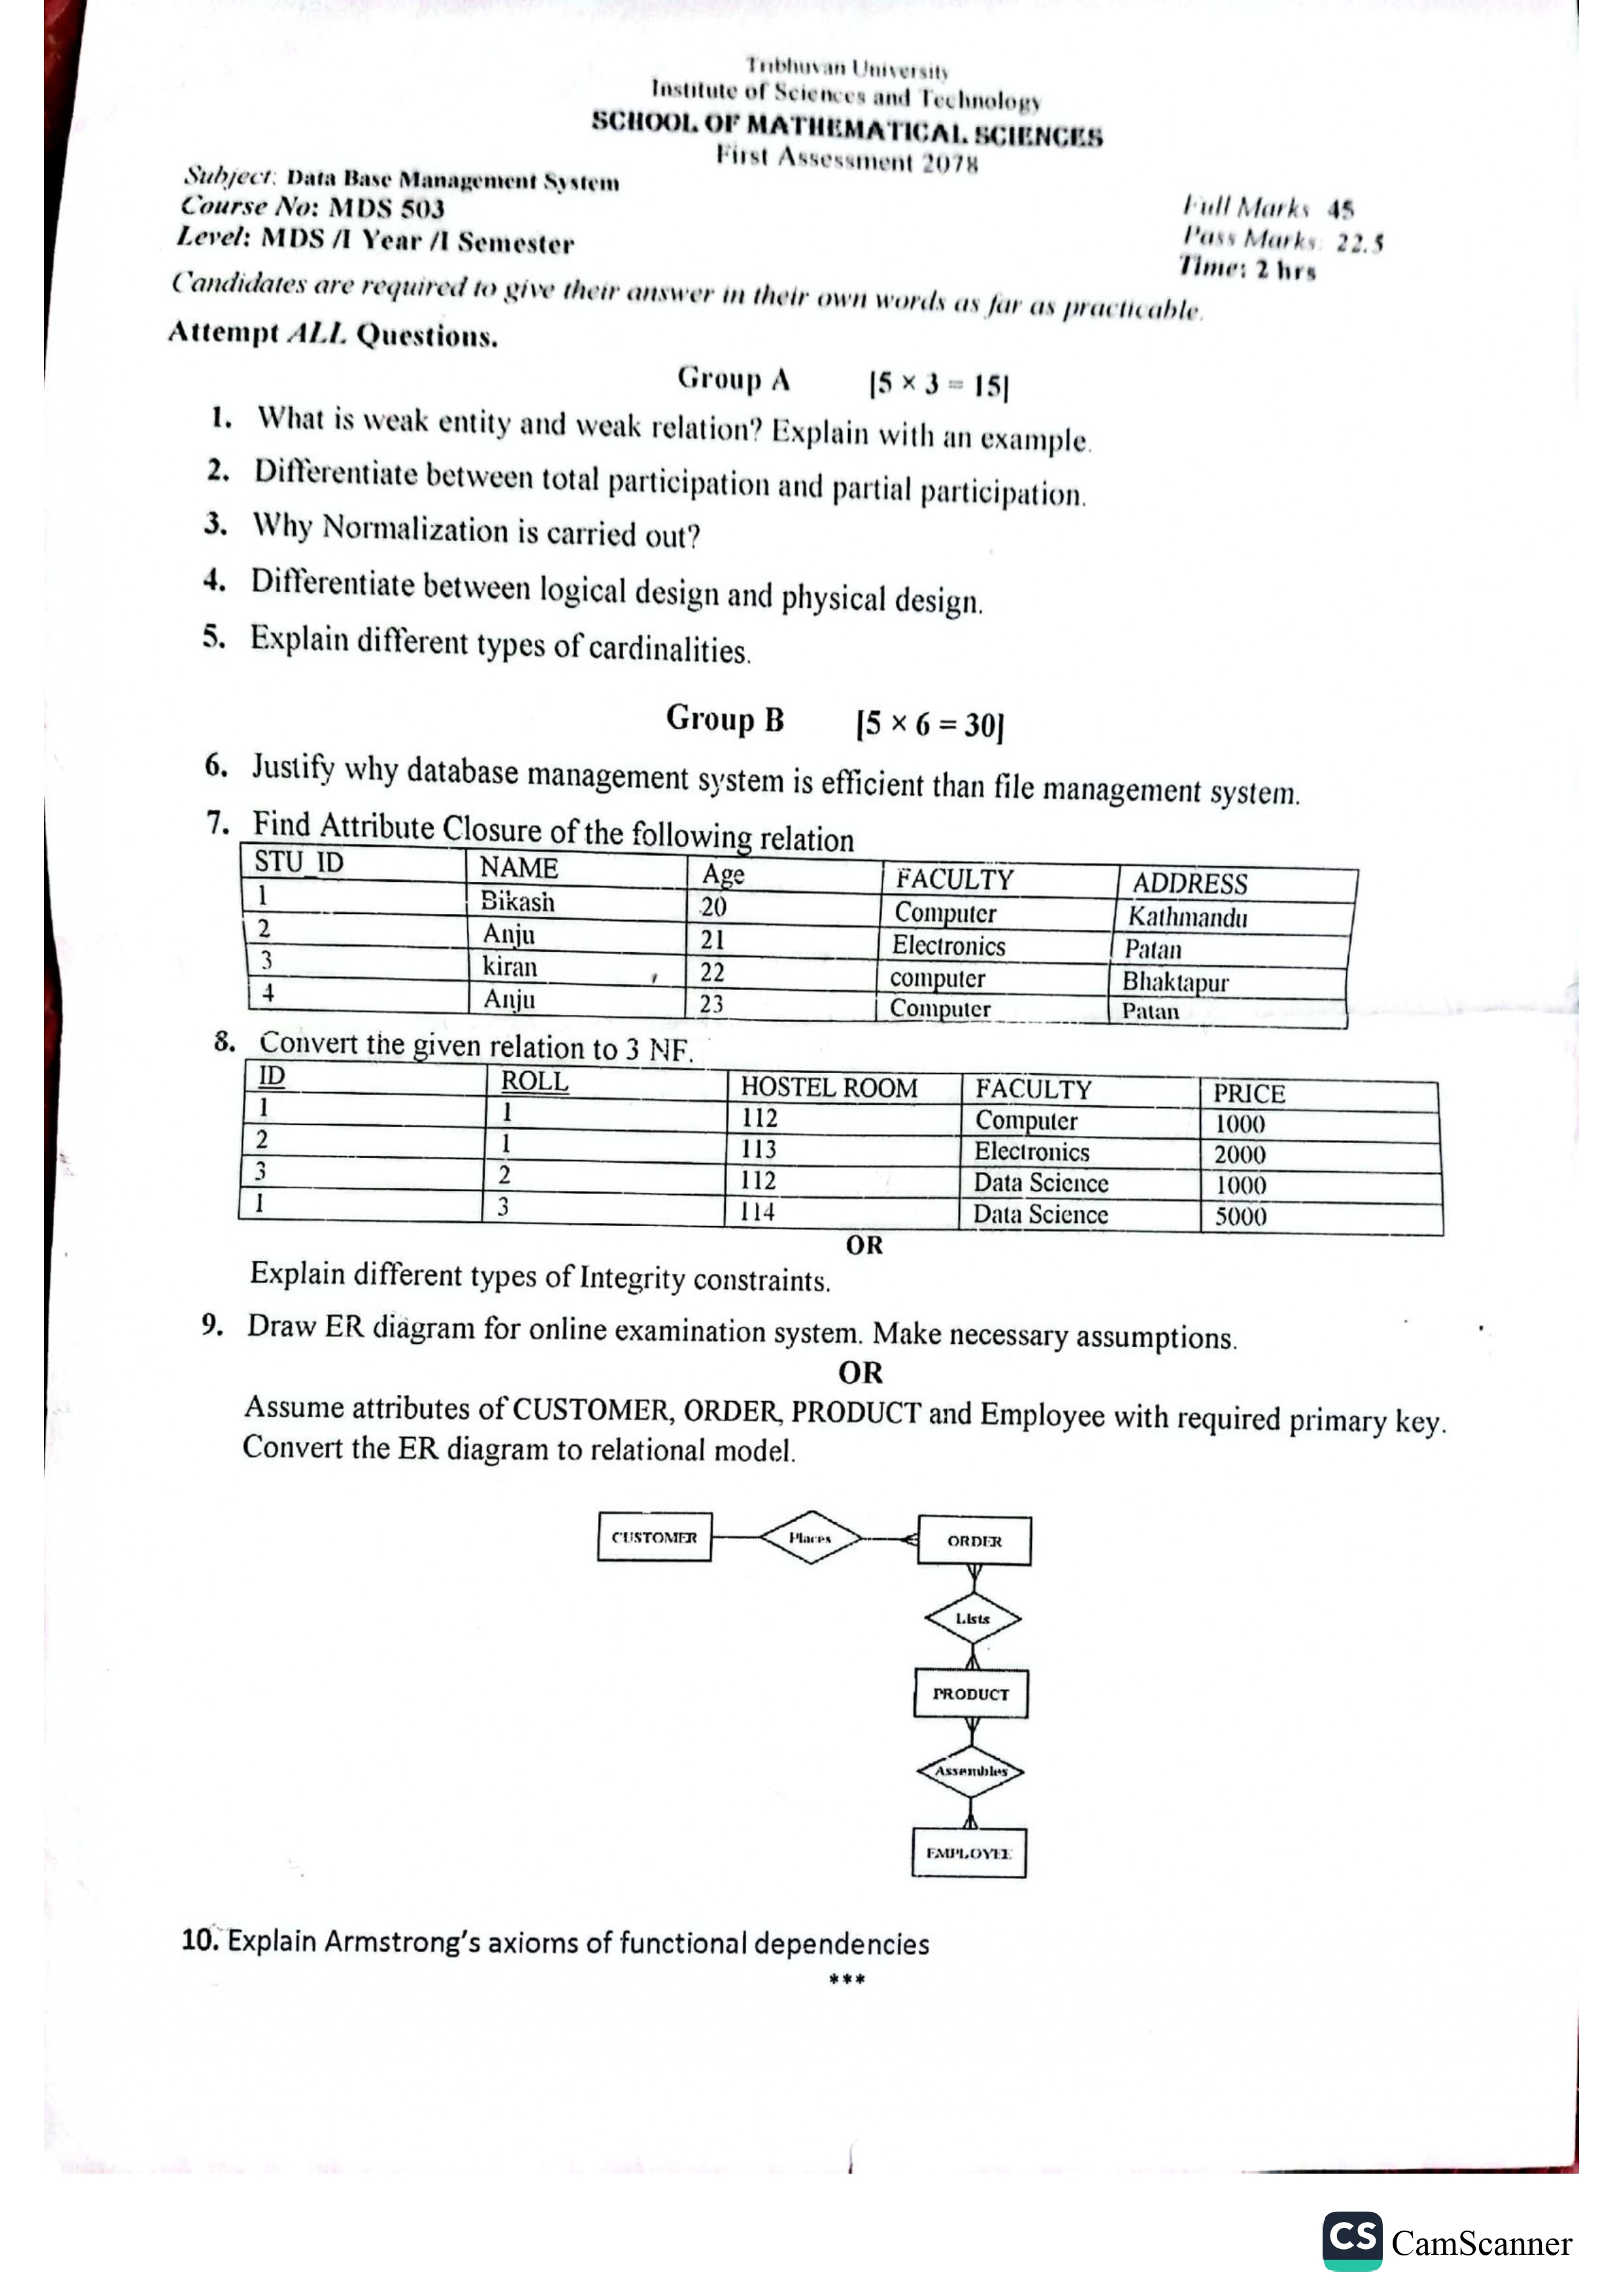 Tribhuvan University
Institute of Sciences and Technology
SCHOOL OF MATHEMATICAL SCIENCES
First Assessment 2078
Subject: Data Base Management System
Course No: MDS 503
Level: MDS /I Year /I Semester
Full Marks 45
Pass Marks: 22.5
Time: 2 hrs
Candidates are required to give their answer in their own words as far as practicable.
Attempt ALL Questions.
Group A [5 × 3 = 15]
1. What is weak entity and weak relation? Explain with an example.
2. Differentiate between total participation and partial participation.
3. Why Normalization is carried out?
4. Differentiate between logical design and physical design.
5. Explain different types of cardinalities.
Group B [5 × 6 = 30]
6. Justify why database management system is efficient than file management system.
7. Find Attribute Closure of the following relation
STU_ID NAME Age FACULTY ADDRESS
1 Bikash 20 Computer Kathmandu
2 Anju 21 Electronics Patan
3 kiran 22 computer Bhaktapur
4 Anju 23 Computer Patan
8. Convert the given relation to 3 NF.
ID ROLL HOSTEL ROOM FACULTY PRICE
1 1 112 Computer 1000
2 1 113 Electronics 2000
3 2 112 Data Science 1000
1 3 114 Data Science 5000
OR
Explain different types of Integrity constraints.
9. Draw ER diagram for online examination system. Make necessary assumptions.
OR
Assume attributes of CUSTOMER, ORDER, PRODUCT and Employee with required primary key.
Convert the ER diagram to relational model.
CUSTOMER Places ORDER
Lists
PRODUCT
Assembles
EMPLOYEE
10. Explain Armstrong's axioms of functional dependencies
***
CS CamScanner